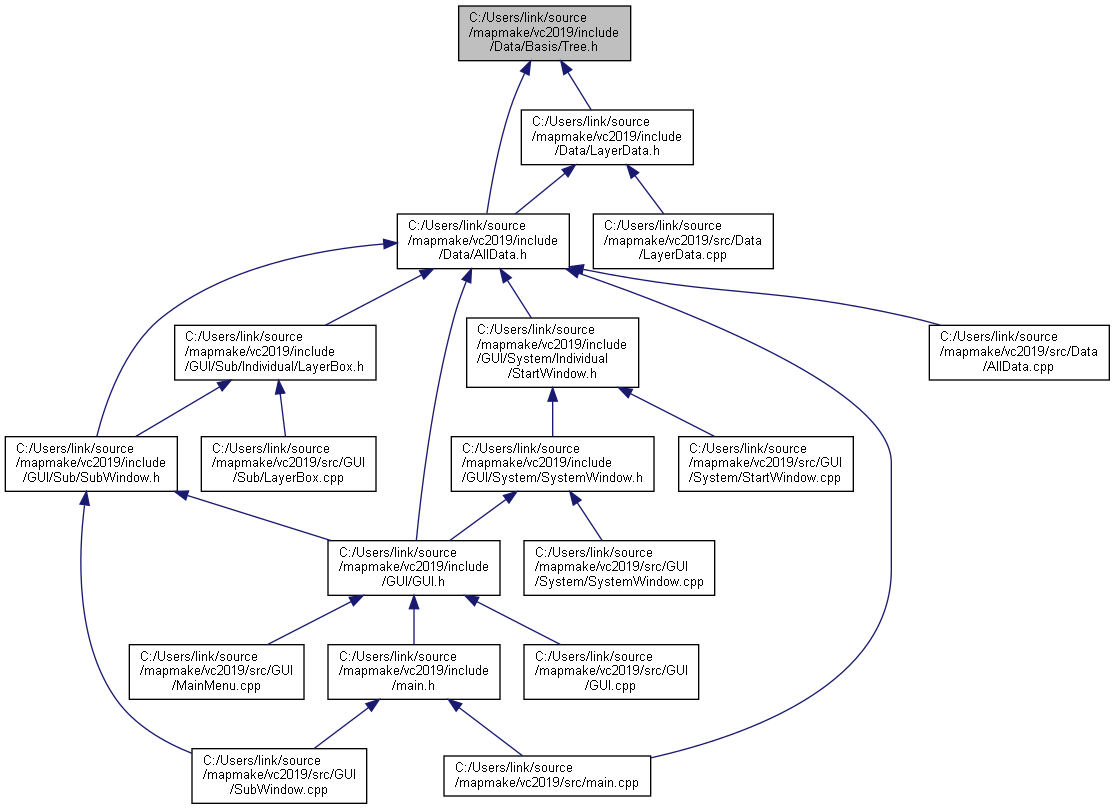 C:/Users/link/source
/mapmake/vc2019/include
/Data/Basis/Tree.h
C:/Users/link/source
/mapmake/vc2019/include
/Data/LayerData.h
C:/Users/link/source
/mapmake/vc2019/include
/Data/AllData.h
C:/Users/link/source
/mapmake/vc2019/src/Data
/LayerData.cpp
C:/Users/link/source
/mapmake/vc2019/include
/GUI/Sub/Individual/LayerBox.h
C:/Users/link/source
/mapmake/vc2019/include
/GUI/System/Individual
/StartWindow.h
C:/Users/link/source
/mapmake/vc2019/src/Data
/AllData.cpp
C:/Users/link/source
/mapmake/vc2019/include
/GUI/Sub/SubWindow.h
C:/Users/link/source
/mapmake/vc2019/src/GUI
/Sub/LayerBox.cpp
C:/Users/link/source
/mapmake/vc2019/include
/GUI/System/SystemWindow.h
C:/Users/link/source
/mapmake/vc2019/src/GUI
/System/StartWindow.cpp
C:/Users/link/source
/mapmake/vc2019/include
/GUI/GUI.h
C:/Users/link/source
/mapmake/vc2019/src/GUI
/System/SystemWindow.cpp
C:/Users/link/source
/mapmake/vc2019/src/GUI
/MainMenu.cpp
C:/Users/link/source
/mapmake/vc2019/include
/main.h
C:/Users/link/source
/mapmake/vc2019/src/GUI
/GUI.cpp
C:/Users/link/source
/mapmake/vc2019/src/GUI
/SubWindow.cpp
C:/Users/link/source
/mapmake/vc2019/src/main.cpp